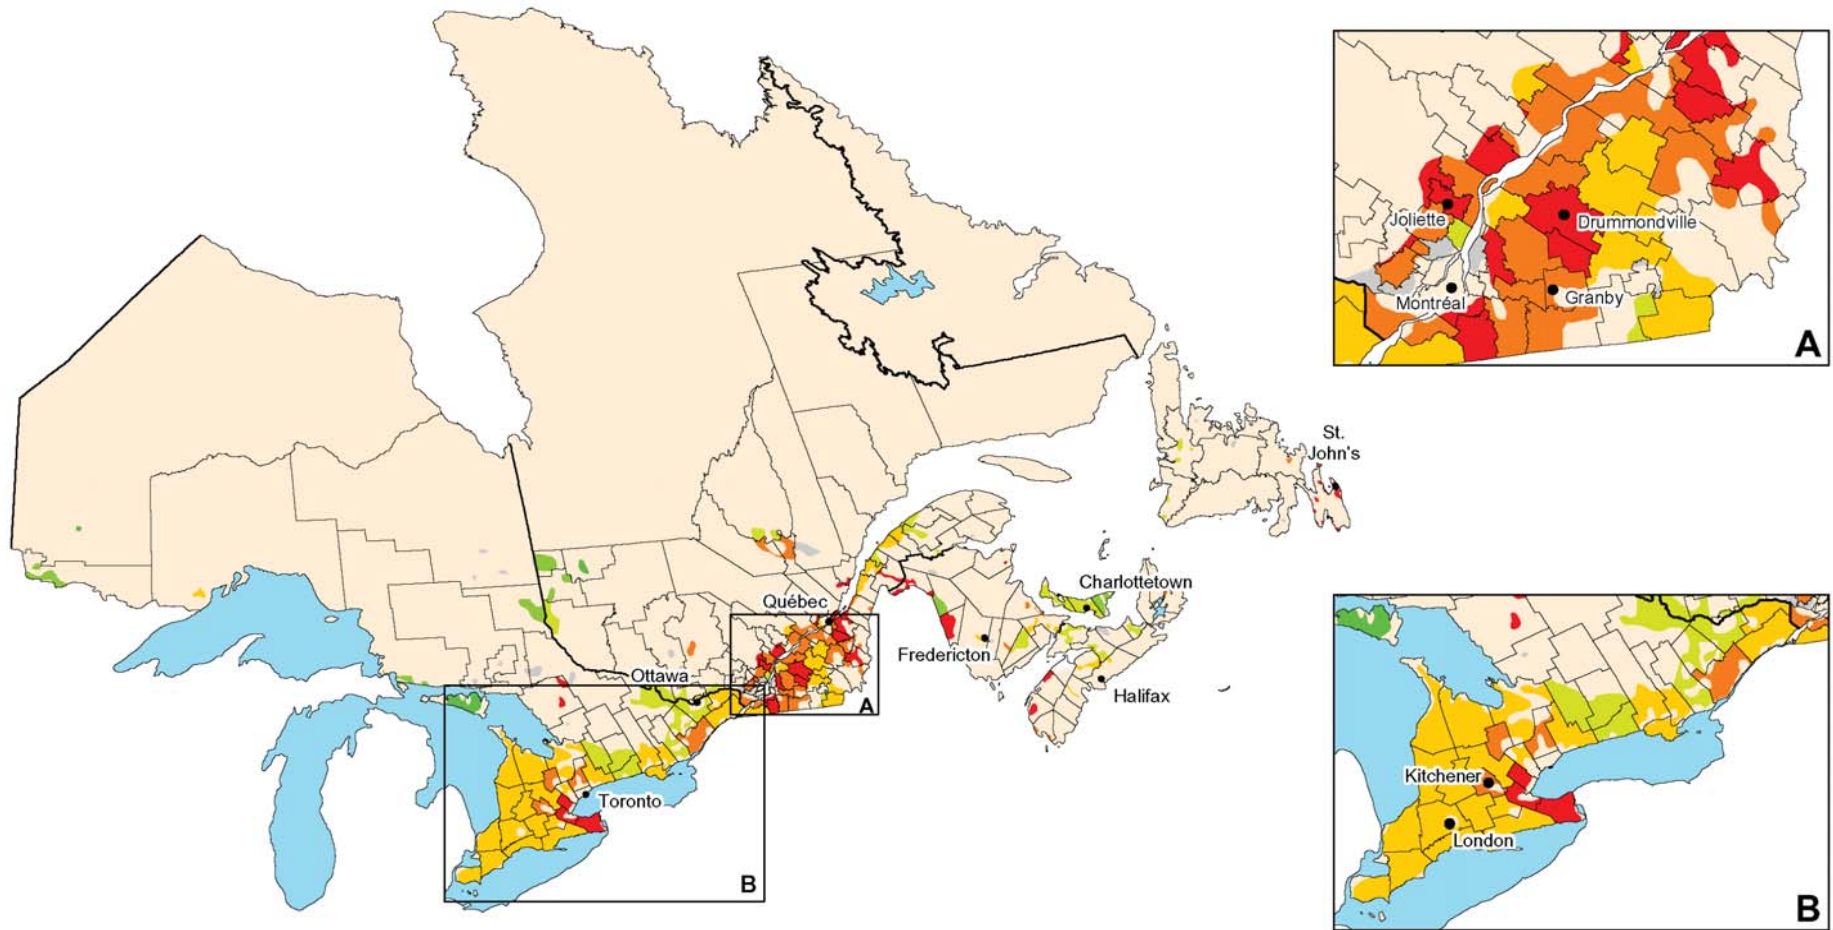 Joliette
Drummondville
Montréal
Granby
A
St.
John's
Charlottetown
Québec
Fredericton
Ottawa
Halifax
A
Toronto
B
Kitchener
London
B